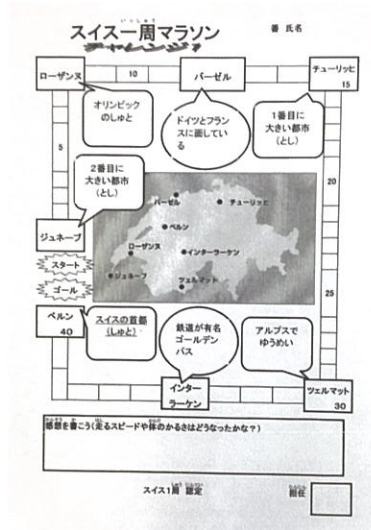 いっしゅう
スイス一周マラソン
チャレンジ?
番 氏名
ローザンヌ
10
バーゼル
チューリッヒ
15
オリンピック
のしゅと
ドイツとフラン
スに面してい
る
1番目に
大きい都市
(とし)
5
2番目に
大きい都市
(とし)
20
バーゼル
チューリッヒ
ベルン
ローザンヌ
インターラーケン
ジュネーブ
ツェルマット
ジュネーブ
スタート
ゴール
25
ベルン
40
スイスの首都
(しゅと)
鉄道が有名
ゴールデン
パス
アルプスで
ゆうめい
インター
ラーケン
ツェルマット
30
感想を書こう(走るスピードや体のかるさはどうなったかな?)
スイス1周 認定
担任